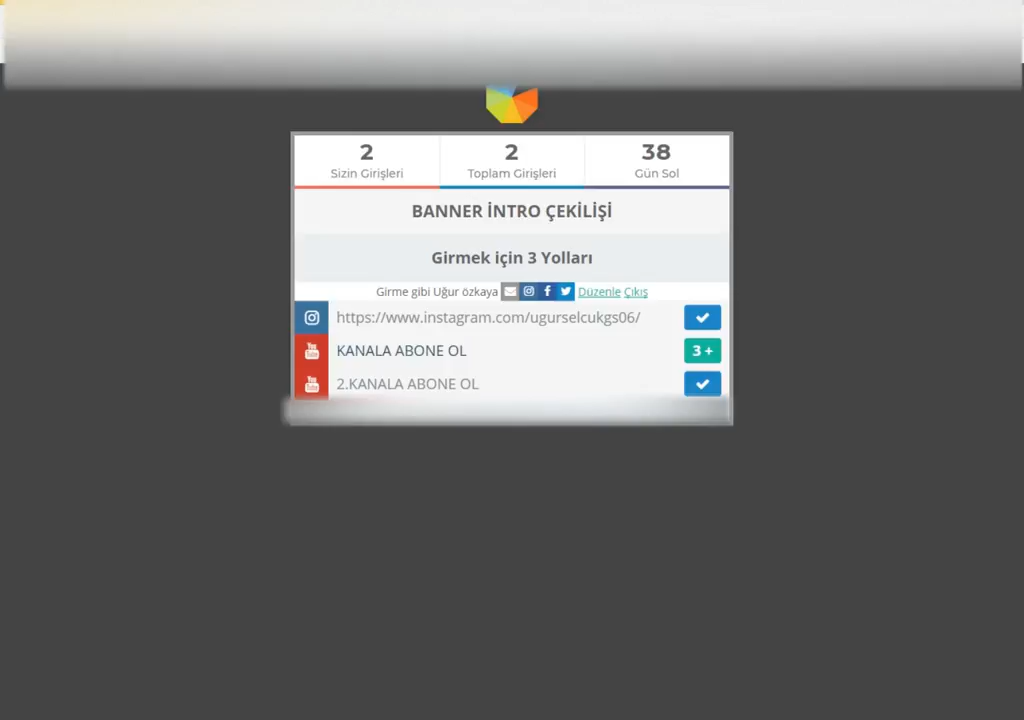 2 2 38
Sizin Girişleri Toplam Girişleri Gün Sol
BANNER İNTRO ÇEKİLİŞİ
Girmek için 3 Yolları
Girme gibi Uğur özkaya Düzenle Çıkış
https://www.instagram.com/ugurselcukgs06/
KANALA ABONE OL 3 +
2.KANALA ABONE OL